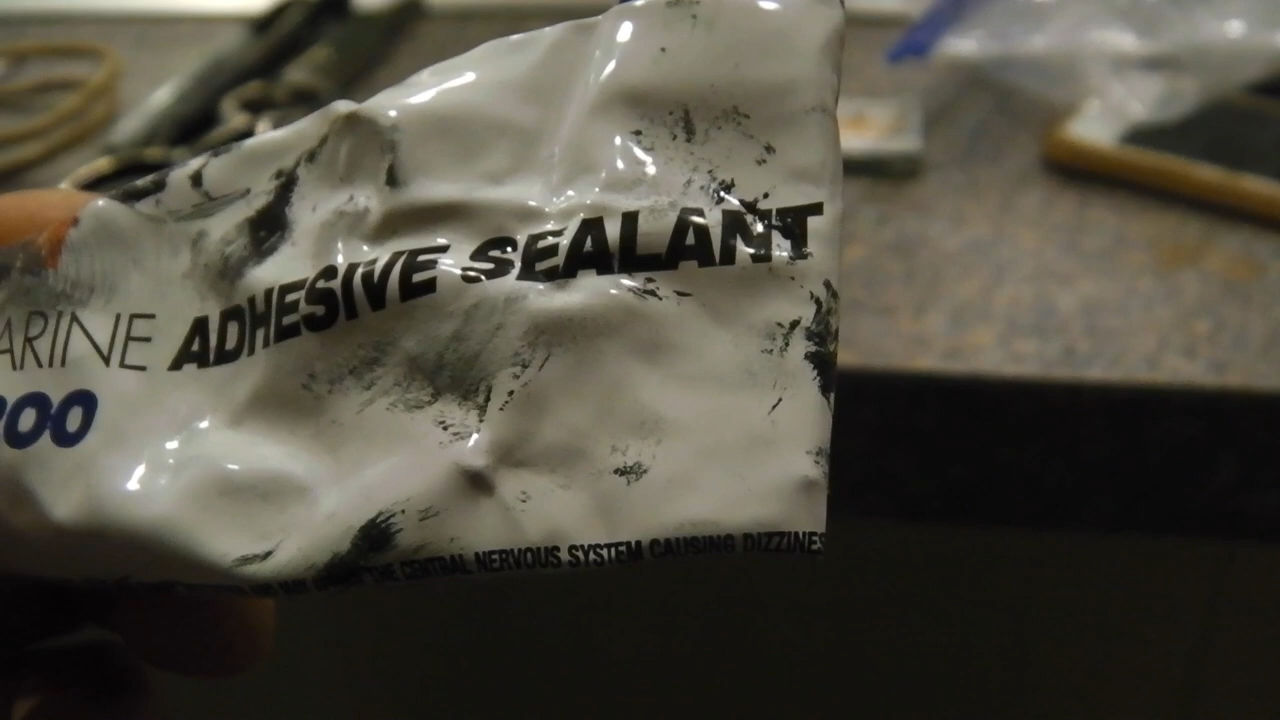 ARINE ADHESIVE SEALANT
00
THE CENTRAL NERVOUS SYSTEM CAUSING DIZZINES